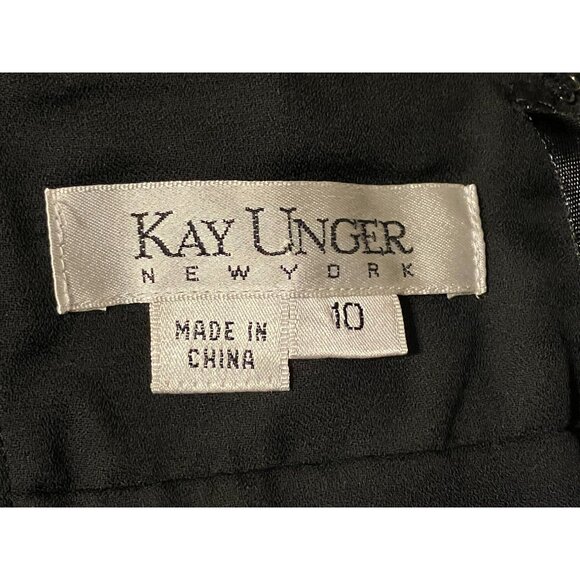 KAY UNGER
NEW YORK
MADE IN
CHINA
10